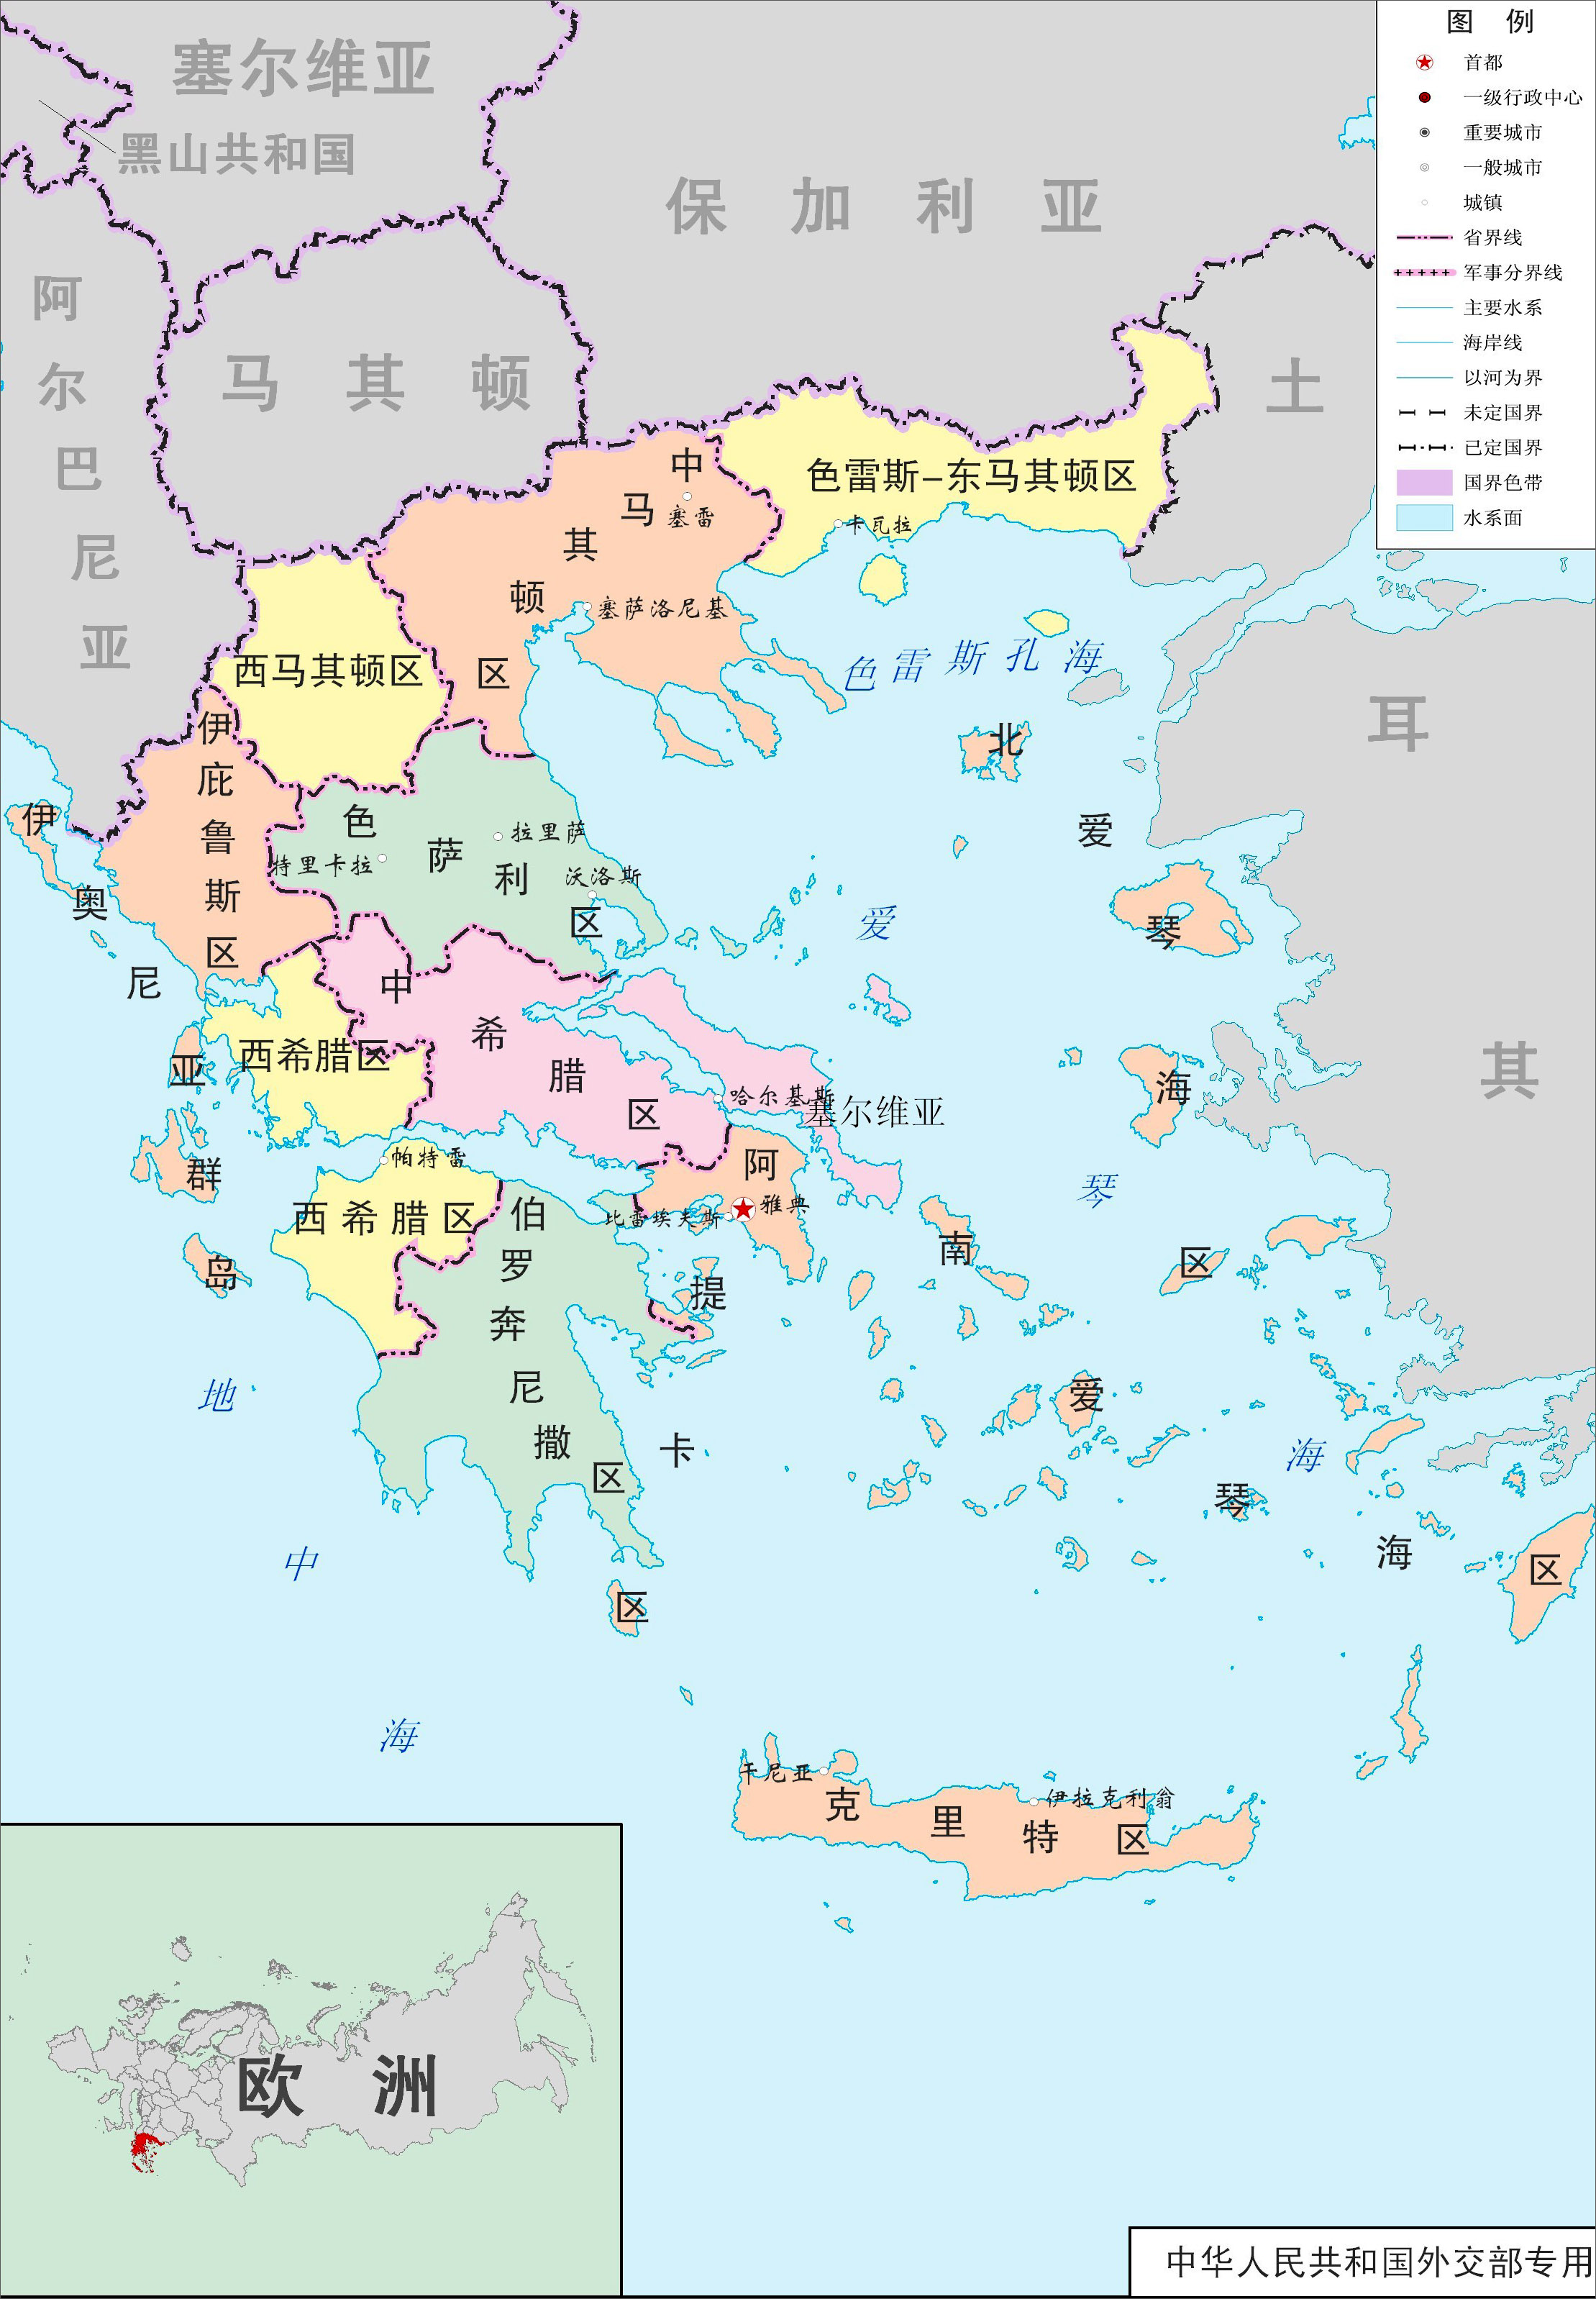 塞尔维亚
黑山共和国
保加利亚
阿尔巴尼亚
马其顿
土耳其
图 例
首都
一级行政中心
重要城市
一般城市
城镇
省界线
军事分界线
主要水系
海岸线
以河为界
未定国界
已定国界
国界色带
水系面
色雷斯-东马其顿区
卡瓦拉
中马其顿区
塞雷
塞萨洛尼基
西马其顿区
色雷斯孔海
伊庇鲁斯区
伊奥尼亚群岛
色萨利区
拉里萨
特里卡拉
沃洛斯
北爱琴海区
爱琴海
中希腊区
哈尔基斯
塞尔维亚
西希腊区
帕特雷
西希腊区
阿提卡区
雅典
比雷埃夫斯
伯罗奔尼撒区
南爱琴海区
地中海
干尼亚
伊拉克利翁
克里特区
欧 洲
中华人民共和国外交部专用